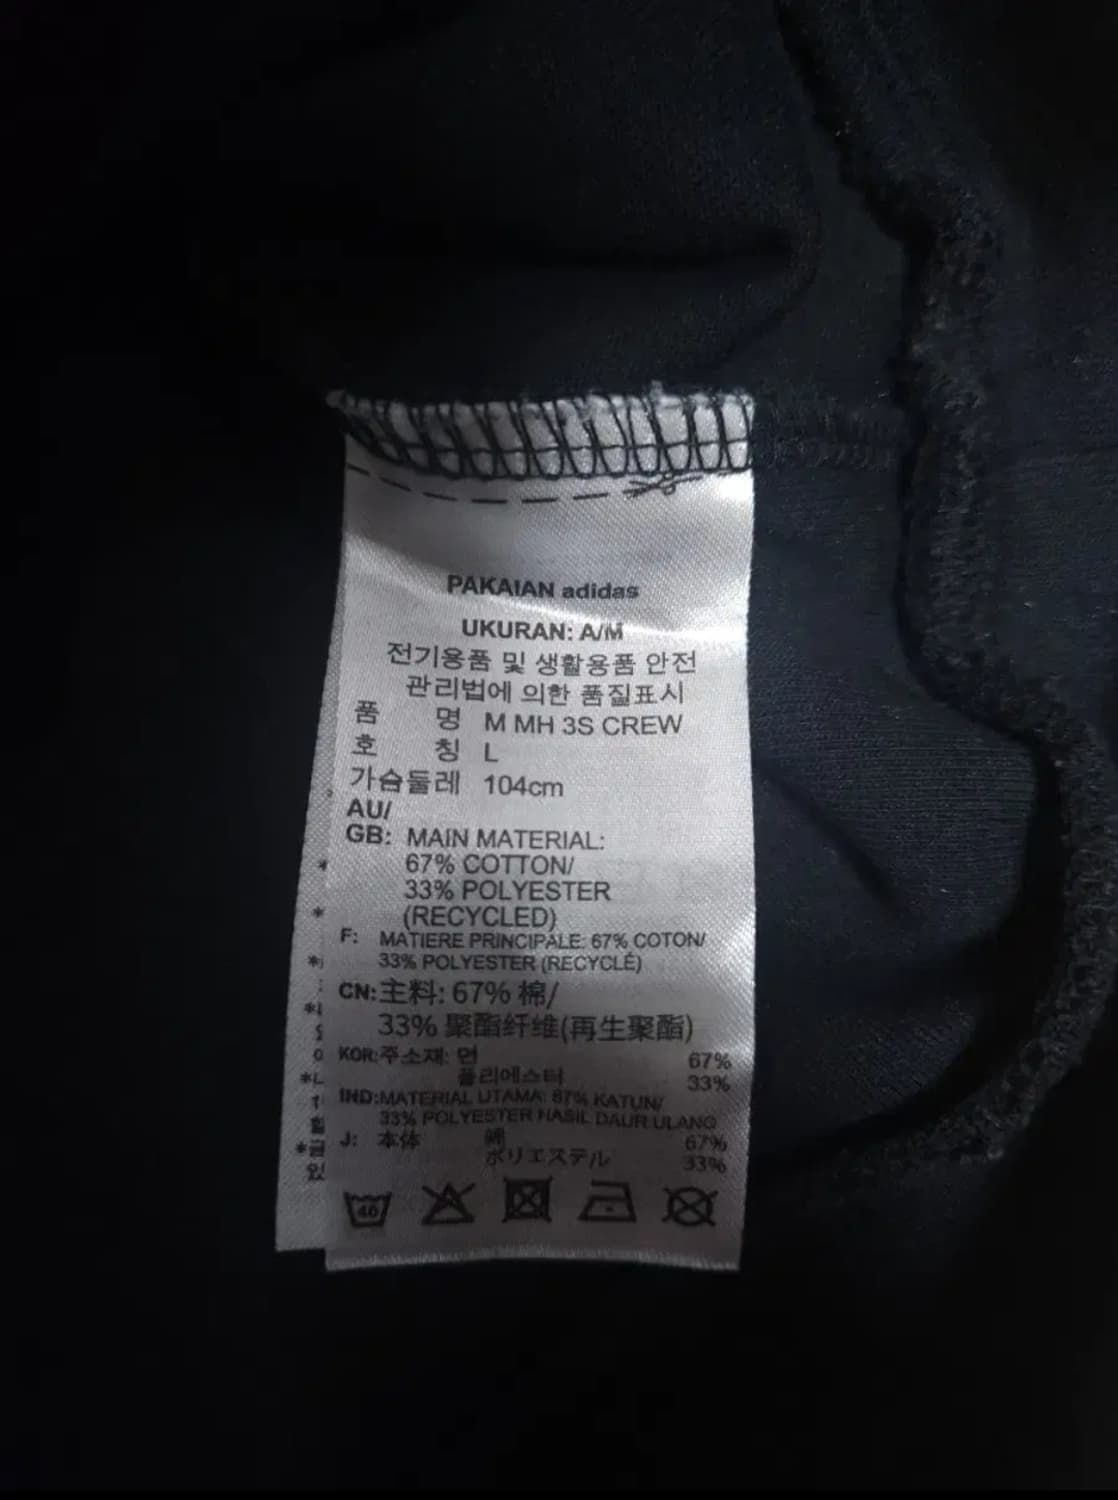 PAKAIAN adidas
UKURAN: A/M
전기용품 및 생활용품 안전
관리법에 의한 품질표시
품 명 M MH 3S CREW
호 칭 L
가슴둘레 104cm
AU/
GB: MAIN MATERIAL:
67% COTTON/
33% POLYESTER
(RECYCLED)
F: MATIERE PRINCIPALE: 67% COTON/
33% POLYESTER (RECYCLÉ)
CN:主料: 67% 棉/
33% 聚酯纤维(再生聚酯)
KOR:주소재: 면 67%
폴리에스터 33%
IND:MATERIAL UTAMA: 67% KATUN/
33% POLYESTER HASIL DAUR ULANG
J: 本体 綿 67%
ポリエステル 33%
40